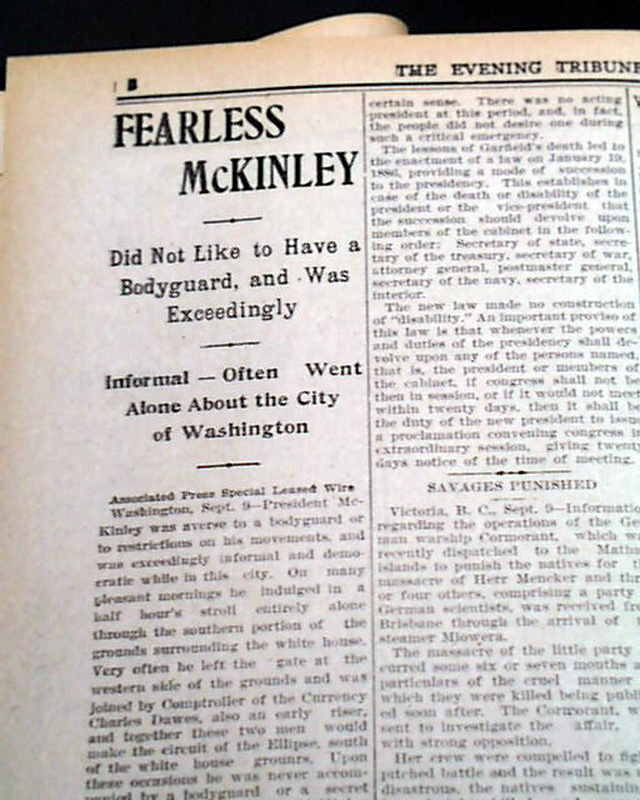 THE EVENING TRIBUNE
FEARLESS
McKINLEY
Did Not Like to Have a
Bodyguard, and Was
Exceedingly
Informal — Often Went
Alone About the City
of Washington
Associated Press Special Leased Wire
Washington, Sept. 9—President Mc-
Kinley was averse to a bodyguard or
to restrictions on his movements, and
was exceedingly informal and demo-
cratic while in this city. On many
pleasant mornings he indulged in a
half hour's stroll entirely alone
through the southern portion of the
grounds surrounding the white house.
Very often he left the gate at the
western side of the grounds and was
joined by Comptroller of the Currency
Charles Dawes, also an early riser,
and together these two men would
make the circuit of the Ellipse, south
of the white house grounds. Upon
these occasions he was never accom-
panied by a bodyguard or a secret
certain sense. There was no acting
president at this period, and, in fact,
the people did not desire one during
such a critical emergency.
The lessons of Garfield's death led to
the enactment of a law on January 19,
1886, providing a mode of succession
to the presidency. This establishes in
case of the death or disability of the
president or the vice-president that
the succession should devolve upon
members of the cabinet in the follow-
ing order: Secretary of state, secre-
tary of the treasury, secretary of war,
attorney general, postmaster general,
secretary of the navy, secretary of the
interior.
The new law made no construction
of "disability." An important proviso of
this law is that whenever the powers
and duties of the presidency shall de-
volve upon any of the persons named,
that is, the president or members of
the cabinet, if congress shall not be
then in session, or if it would not meet
within twenty days, then it shall be
the duty of the new president to issue
a proclamation convening congress in
extraordinary session, giving twenty
days notice of the time of meeting.
SAVAGES PUNISHED
Victoria, B. C., Sept. 9—Informatio
regarding the operations of the Ge
man warship Cormorant, which w
recently dispatched to the Mathi
islands to punish the natives for t
massacre of Herr Mencker and th
or four others, comprising a party
German scientists, was received fr
Brisbane through the arrival of
steamer Miowera.
The massacre of the little party
curred some six or seven months
particulars of the cruel manner
which they were killed being publ
ed soon after. The Cormorant, w
sent to investigate the affair,
with strong opposition.
Her crew were compelled to fig
pitched battle and the result was
disastrous, the natives sustainin